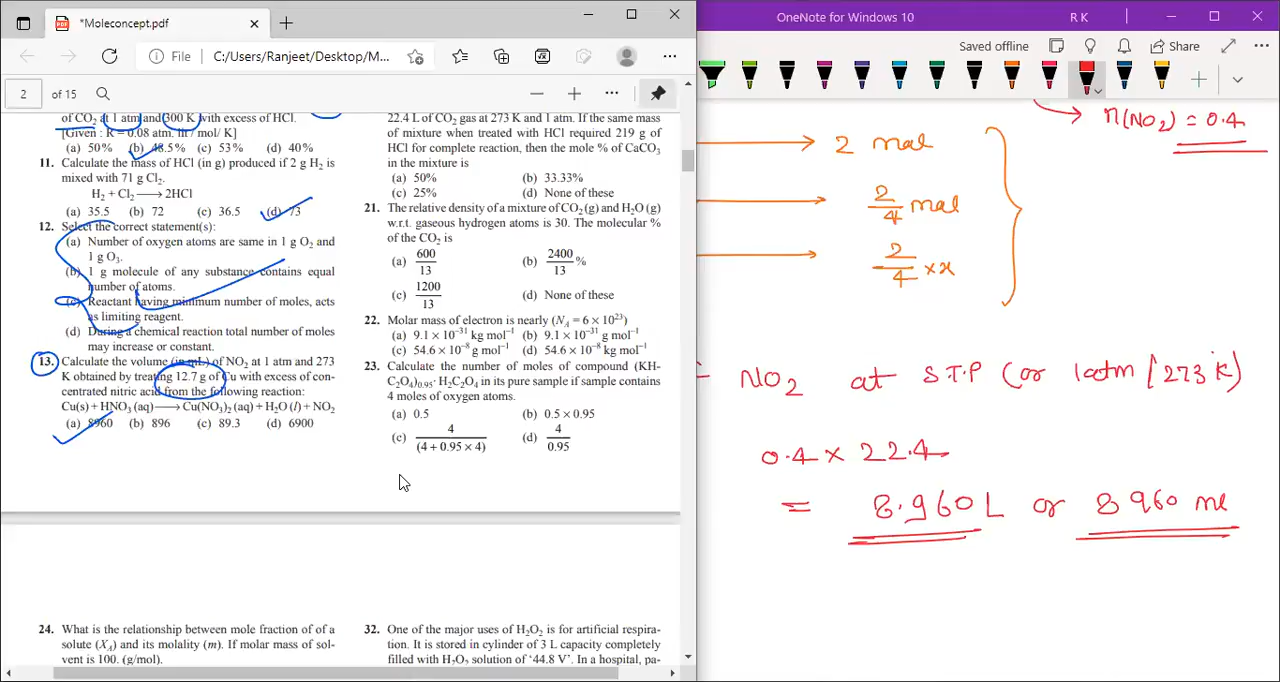 *Moleconcept.pdf
File
C:/Users/Ranjeet/Desktop/M...
2 of 15
of CO2 at 1 atm and 300 K with excess of HCl.
[Given : R = 0.08 atm. lit / mol/ K]
(a) 50% (b) 48.5% (c) 53% (d) 40%
11. Calculate the mass of HCl (in g) produced if 2 g H2 is
mixed with 71 g Cl2.
H2 + Cl2 ⟶ 2HCl
(a) 35.5 (b) 72 (c) 36.5 (d) 73
12. Select the correct statement(s):
(a) Number of oxygen atoms are same in 1 g O2 and
1 g O3.
(b) 1 g molecule of any substance contains equal
number of atoms.
(c) Reactant having minimum number of moles, acts
as limiting reagent.
(d) During a chemical reaction total number of moles
may increase or constant.
13. Calculate the volume (in mL) of NO2 at 1 atm and 273
K obtained by treating 12.7 g of Cu with excess of con-
centrated nitric acid from the following reaction:
Cu(s) + HNO3 (aq) ⟶ Cu(NO3)2 (aq) + H2O (l) + NO2
(a) 8960 (b) 896 (c) 89.3 (d) 6900
22.4 L of CO2 gas at 273 K and 1 atm. If the same
of mixture when treated with HCl required 219 g of
HCl for complete reaction, then the mole % of CaCO3
in the mixture is
(a) 50% (b) 33.33%
(c) 25% (d) None of these
21. The relative density of a mixture of CO2 (g) and H2O (g)
w.r.t. gaseous hydrogen atoms is 30. The molecular %
of the CO2 is
(a) 600/13 (b) 2400/13 %
(c) 1200/13 (d) None of these
22. Molar mass of electron is nearly (NA = 6 × 10^23)
(a) 9.1 × 10^−31 kg mol^−1 (b) 9.1 × 10^−31 g mol^−1
(c) 54.6 × 10^−8 g mol^−1 (d) 54.6 × 10^−8 kg mol^−1
23. Calculate the number of moles of compound (KH-
C2O4)0.95· H2C2O4 in its pure sample if sample contains
4 moles of oxygen atoms.
(a) 0.5 (b) 0.5 × 0.95
(c) 4/(4 + 0.95 × 4) (d) 4/0.95
24. What is the relationship between mole fraction of of a
solute (XA) and its molality (m). If molar mass of sol-
vent is 100. (g/mol).
32. One of the major uses of H2O2 is for artificial respira-
tion. It is stored in cylinder of 3 L capacity completely
filled with H2O2 solution of '44.8 V'. In a hospital, pa-
OneNote for Windows 10
R K
Saved offline
Share
n(NO2) = 0.4
2 mol
2/4 mol
2/4 × x
NO2 at S.T.P (or 1atm / 273 K)
0.4 × 22.4
= 8.960 L or 8960 ml